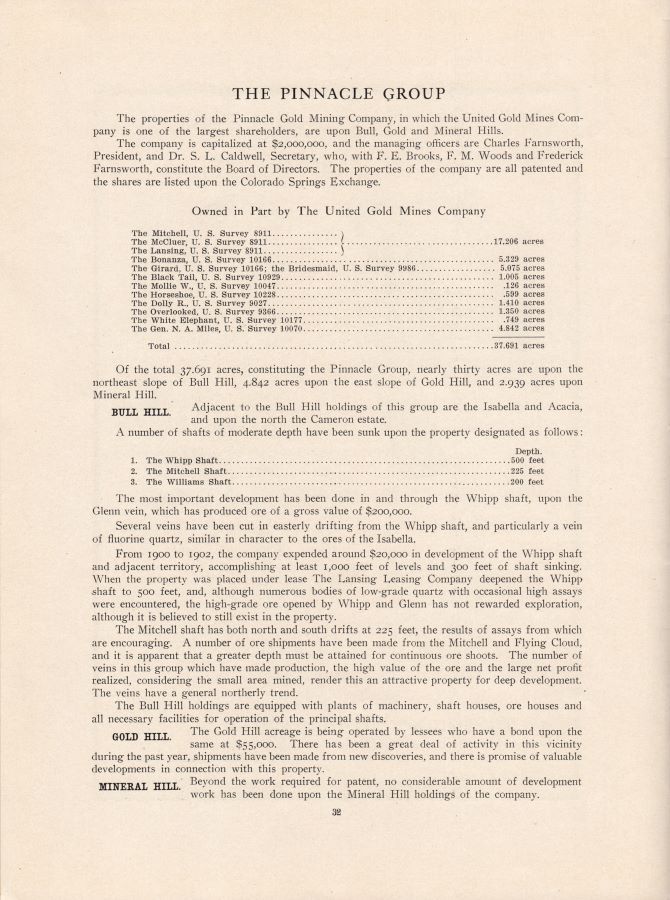 THE PINNACLE GROUP
The properties of the Pinnacle Gold Mining Company, in which the United Gold Mines Com-
pany is one of the largest shareholders, are upon Bull, Gold and Mineral Hills.
The company is capitalized at $2,000,000, and the managing officers are Charles Farnsworth,
President, and Dr. S. L. Caldwell, Secretary, who, with F. E. Brooks, F. M. Woods and Frederick
Farnsworth, constitute the Board of Directors. The properties of the company are all patented and
the shares are listed upon the Colorado Springs Exchange.
Owned in Part by The United Gold Mines Company
The Mitchell, U. S. Survey 8911...............
The McCluer, U. S. Survey 8911...............}...................................17.206 acres
The Lansing, U. S. Survey 8911...............
The Bonanza, U. S. Survey 10166.................................................. 5.329 acres
The Girard, U. S. Survey 10166; the Bridesmaid, U. S. Survey 9986.................. 5.075 acres
The Black Tail, U. S. Survey 10929................................................ 1.005 acres
The Mollie W., U. S. Survey 10047................................................. .126 acres
The Horseshoe, U. S. Survey 10228................................................. .599 acres
The Dolly R., U. S. Survey 9027................................................... 1.410 acres
The Overlooked, U. S. Survey 9366................................................. 1.350 acres
The White Elephant, U. S. Survey 10177............................................ .749 acres
The Gen. N. A. Miles, U. S. Survey 10070.......................................... 4.842 acres
Total ........................................................................37.691 acres
Of the total 37.691 acres, constituting the Pinnacle Group, nearly thirty acres are upon the
northeast slope of Bull Hill, 4.842 acres upon the east slope of Gold Hill, and 2.939 acres upon
Mineral Hill.
BULL HILL. Adjacent to the Bull Hill holdings of this group are the Isabella and Acacia,
and upon the north the Cameron estate.
A number of shafts of moderate depth have been sunk upon the property designated as follows:
Depth.
1. The Whipp Shaft................................................................500 feet
2. The Mitchell Shaft.............................................................225 feet
3. The Williams Shaft.............................................................200 feet
The most important development has been done in and through the Whipp shaft, upon the
Glenn vein, which has produced ore of a gross value of $200,000.
Several veins have been cut in easterly drifting from the Whipp shaft, and particularly a vein
of fluorine quartz, similar in character to the ores of the Isabella.
From 1900 to 1902, the company expended around $20,000 in development of the Whipp shaft
and adjacent territory, accomplishing at least 1,000 feet of levels and 300 feet of shaft sinking.
When the property was placed under lease The Lansing Leasing Company deepened the Whipp
shaft to 500 feet, and, although numerous bodies of low-grade quartz with occasional high assays
were encountered, the high-grade ore opened by Whipp and Glenn has not rewarded exploration,
although it is believed to still exist in the property.
The Mitchell shaft has both north and south drifts at 225 feet, the results of assays from which
are encouraging. A number of ore shipments have been made from the Mitchell and Flying Cloud,
and it is apparent that a greater depth must be attained for continuous ore shoots. The number of
veins in this group which have made production, the high value of the ore and the large net profit
realized, considering the small area mined, render this an attractive property for deep development.
The veins have a general northerly trend.
The Bull Hill holdings are equipped with plants of machinery, shaft houses, ore houses and
all necessary facilities for operation of the principal shafts.
GOLD HILL. The Gold Hill acreage is being operated by lessees who have a bond upon the
same at $55,000. There has been a great deal of activity in this vicinity
during the past year, shipments have been made from new discoveries, and there is promise of valuable
developments in connection with this property.
MINERAL HILL. Beyond the work required for patent, no considerable amount of development
work has been done upon the Mineral Hill holdings of the company.
32